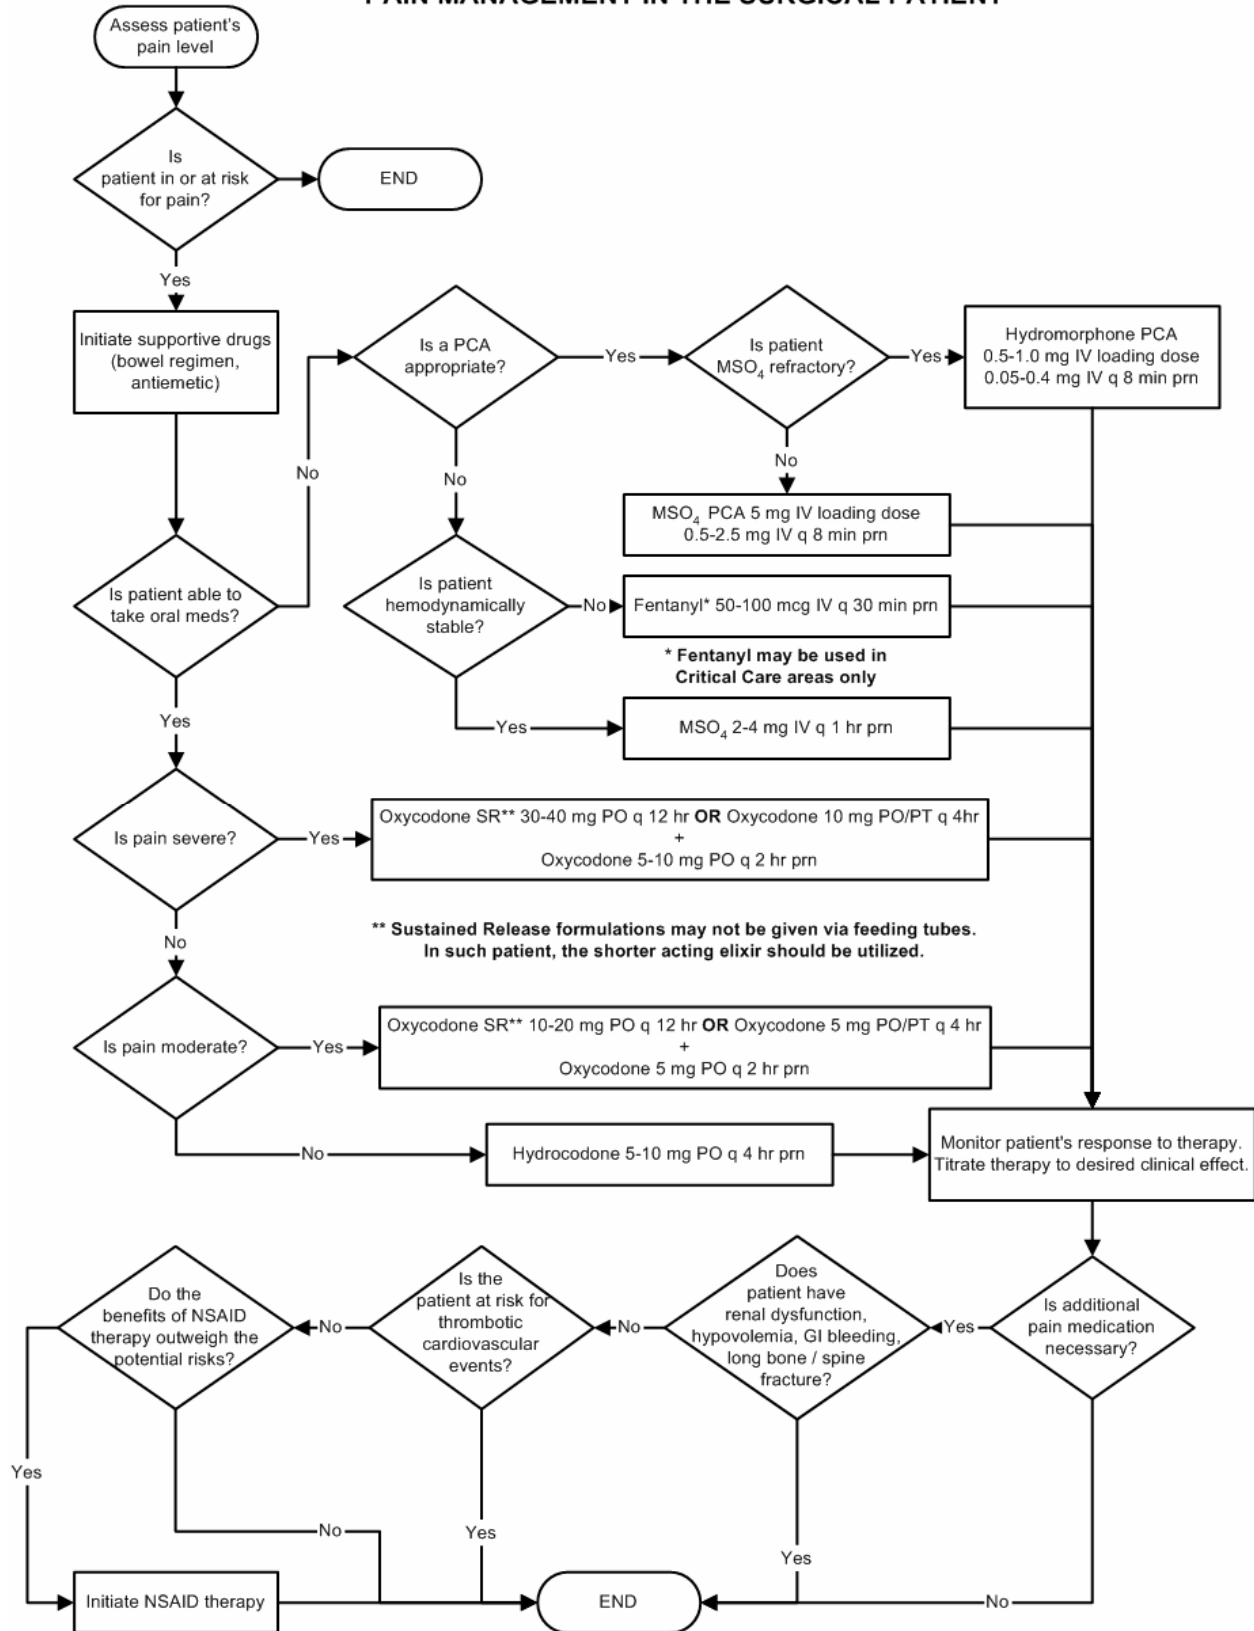 PAIN MANAGEMENT IN THE SURGICAL PATIENT
Assess patient's
pain level
Is
patient in or at risk
for pain?
END
Yes
Initiate supportive drugs
(bowel regimen,
antiemetic)
Is a PCA
appropriate?
Yes
Is patient
MSO4 refractory?
Yes
Hydromorphone PCA
0.5-1.0 mg IV loading dose
0.05-0.4 mg IV q 8 min prn
No
No
No
MSO4 PCA 5 mg IV loading dose
0.5-2.5 mg IV q 8 min prn
Is patient able to
take oral meds?
Is patient
hemodynamically
stable?
No
Fentanyl* 50-100 mcg IV q 30 min prn
* Fentanyl may be used in
Critical Care areas only
Yes
Yes
MSO4 2-4 mg IV q 1 hr prn
Is pain severe?
Yes
Oxycodone SR** 30-40 mg PO q 12 hr OR Oxycodone 10 mg PO/PT q 4hr
+
Oxycodone 5-10 mg PO q 2 hr prn
No
** Sustained Release formulations may not be given via feeding tubes.
In such patient, the shorter acting elixir should be utilized.
Is pain moderate?
Yes
Oxycodone SR** 10-20 mg PO q 12 hr OR Oxycodone 5 mg PO/PT q 4 hr
+
Oxycodone 5 mg PO q 2 hr prn
No
Hydrocodone 5-10 mg PO q 4 hr prn
Monitor patient's response to therapy.
Titrate therapy to desired clinical effect.
Do the
benefits of NSAID
therapy outweigh the
potential risks?
No
Is the
patient at risk for
thrombotic
cardiovascular
events?
No
Does
patient have
renal dysfunction,
hypovolemia, GI bleeding,
long bone / spine
fracture?
Yes
Is additional
pain medication
necessary?
Yes
No
Yes
Yes
Initiate NSAID therapy
END
No